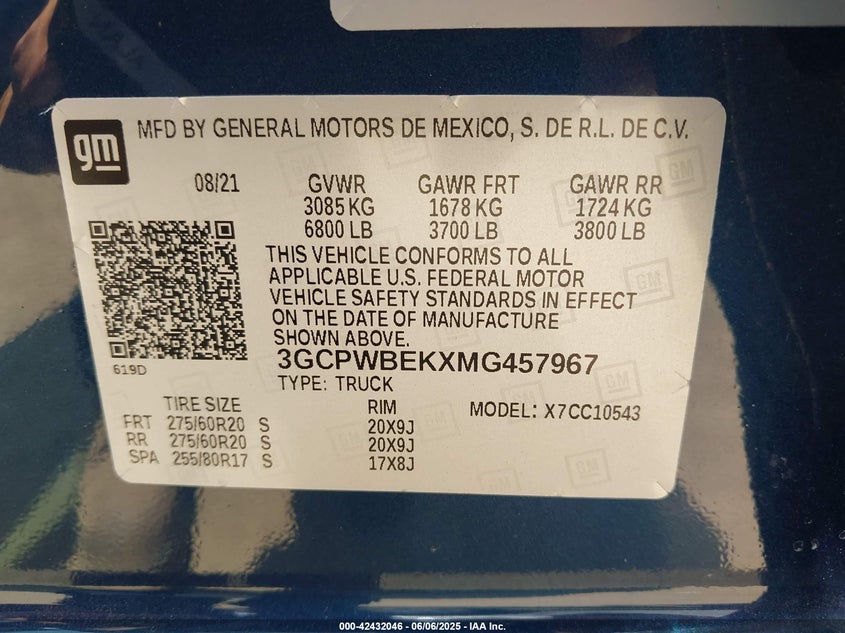 gm
MFD BY GENERAL MOTORS DE MEXICO, S. DE R.L. DE C.V.
08/21 GVWR GAWR FRT GAWR RR
3085 KG 1678 KG 1724 KG
6800 LB 3700 LB 3800 LB
THIS VEHICLE CONFORMS TO ALL
APPLICABLE U.S. FEDERAL MOTOR
VEHICLE SAFETY STANDARDS IN EFFECT
ON THE DATE OF MANUFACTURE
SHOWN ABOVE.
3GCPWBEKXMG457967
619D
TYPE: TRUCK
TIRE SIZE RIM MODEL: X7CC10543
FRT 275/60R20 S 20X9J
RR 275/60R20 S 20X9J
SPA 255/80R17 S 17X8J
000-42432046 - 06/06/2025 - IAA Inc.